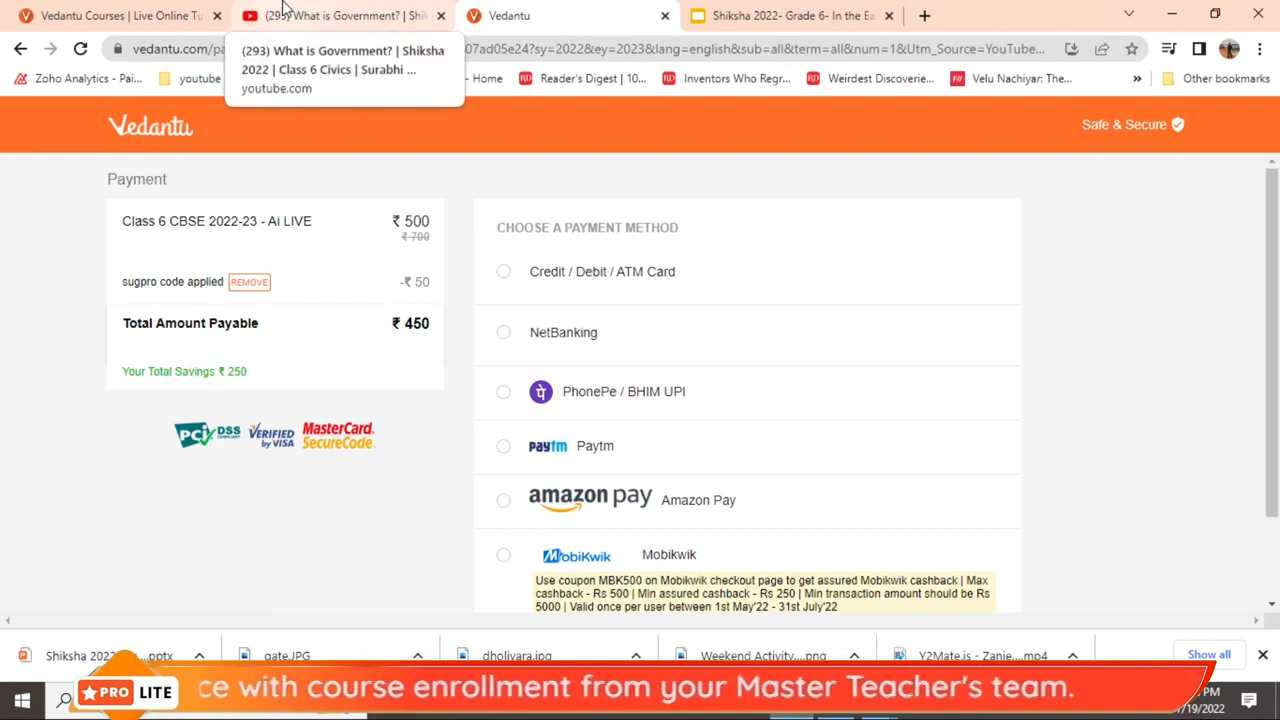 Vedantu Courses | Live Online Tu
(293) What is Government? | Shik
Vedantu
Shiksha 2022- Grade 6- In the Ea
vedantu.com/pa
07ad05e24?sy=2022&ey=2023&lang=english&sub=all&term=all&num=1&Utm_Source=YouTube...
(293) What is Government? | Shiksha
2022 | Class 6 Civics | Surabhi ...
youtube.com
Zoho Analytics - Pai...
youtube
- Home
RD
Reader's Digest | 10...
RD
Inventors Who Regr...
RD
Weirdest Discoverie...
Velu Nachiyar: The...
»
Other bookmarks
Vedantu
Safe & Secure
Payment
Class 6 CBSE 2022-23 - Ai LIVE
₹ 500
₹ 700
sugpro code applied
REMOVE
-₹ 50
Total Amount Payable
₹ 450
Your Total Savings ₹ 250
PCI DSS COMPLIANT
VERIFIED by VISA
MasterCard. SecureCode.
CHOOSE A PAYMENT METHOD
Credit / Debit / ATM Card
NetBanking
पे PhonePe / BHIM UPI
paytm Paytm
amazon pay Amazon Pay
MobiKwik Mobikwik
Use coupon MBK500 on Mobikwik checkout page to get assured Mobikwik cashback | Max
cashback - Rs 500 | Min assured cashback - Rs 250 | Min transaction amount should be Rs
5000 | Valid once per user between 1st May'22 - 31st July'22
Shiksha 202
....pptx
gate.JPG
dholivara.jpg
Weekend Activity....png
Y2Mate.is - Zanie....mp4
Show all
PRO LITE
ce with course enrollment from your Master Teacher's team.
PM
/19/2022